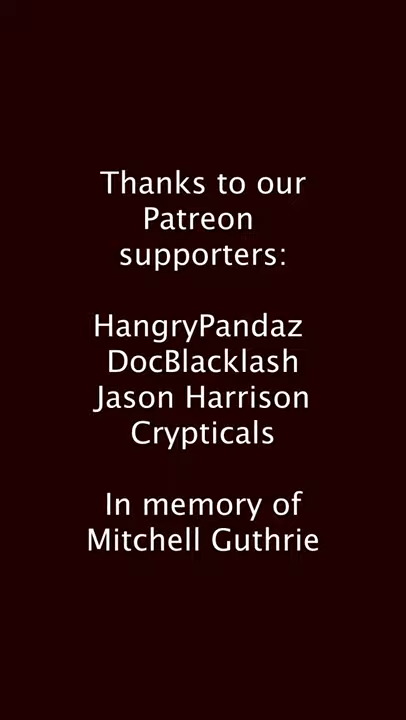 Thanks to our
Patreon
supporters:
HangryPandaz
DocBlacklash
Jason Harrison
Crypticals
In memory of
Mitchell Guthrie